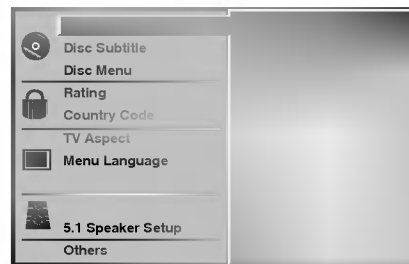 Disc Subtitle
Disc Menu
Rating
Country Code
TV Aspect
Menu Language
5.1 Speaker Setup
Others